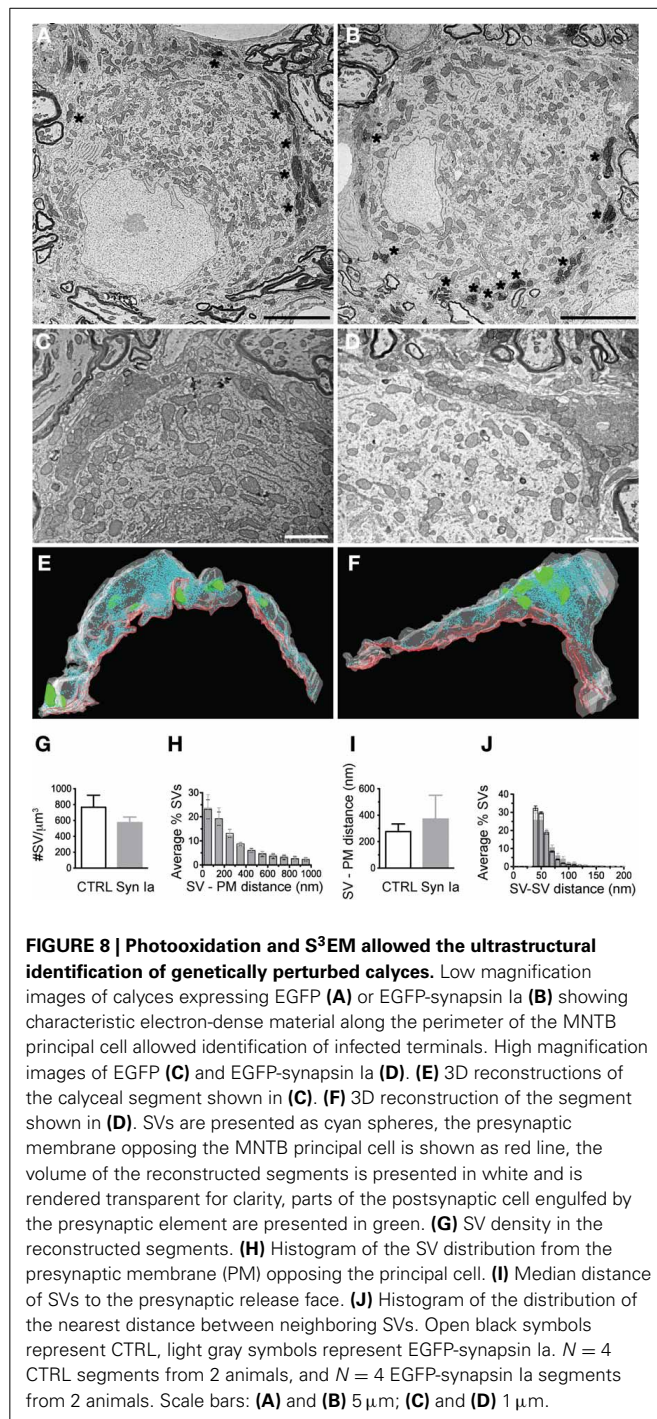 A
B
C
D
E
F
G
H
I
J
#SV/µm³
1000
800
600
400
200
0
CTRL Syn Ia
Average % SVs
30
20
10
0
200 400 600 800 1000
SV - PM distance (nm)
SV - PM distance (nm)
600
400
200
0
CTRL Syn Ia
Average % SVs
40
30
20
10
0
0 50 100 150 200
SV-SV distance (nm)
FIGURE 8 | Photooxidation and S³EM allowed the ultrastructural
identification of genetically perturbed calyces. Low magnification
images of calyces expressing EGFP (A) or EGFP-synapsin Ia (B) showing
characteristic electron-dense material along the perimeter of the MNTB
principal cell allowed identification of infected terminals. High magnification
images of EGFP (C) and EGFP-synapsin Ia (D). (E) 3D reconstructions of
the calyceal segment shown in (C). (F) 3D reconstruction of the segment
shown in (D). SVs are presented as cyan spheres, the presynaptic
membrane opposing the MNTB principal cell is shown as red line, the
volume of the reconstructed segments is presented in white and is
rendered transparent for clarity, parts of the postsynaptic cell engulfed by
the presynaptic element are presented in green. (G) SV density in the
reconstructed segments. (H) Histogram of the SV distribution from the
presynaptic membrane (PM) opposing the principal cell. (I) Median distance
of SVs to the presynaptic release face. (J) Histogram of the distribution of
the nearest distance between neighboring SVs. Open black symbols
represent CTRL, light gray symbols represent EGFP-synapsin Ia. N = 4
CTRL segments from 2 animals, and N = 4 EGFP-synapsin Ia segments
from 2 animals. Scale bars: (A) and (B) 5 µm; (C) and (D) 1 µm.